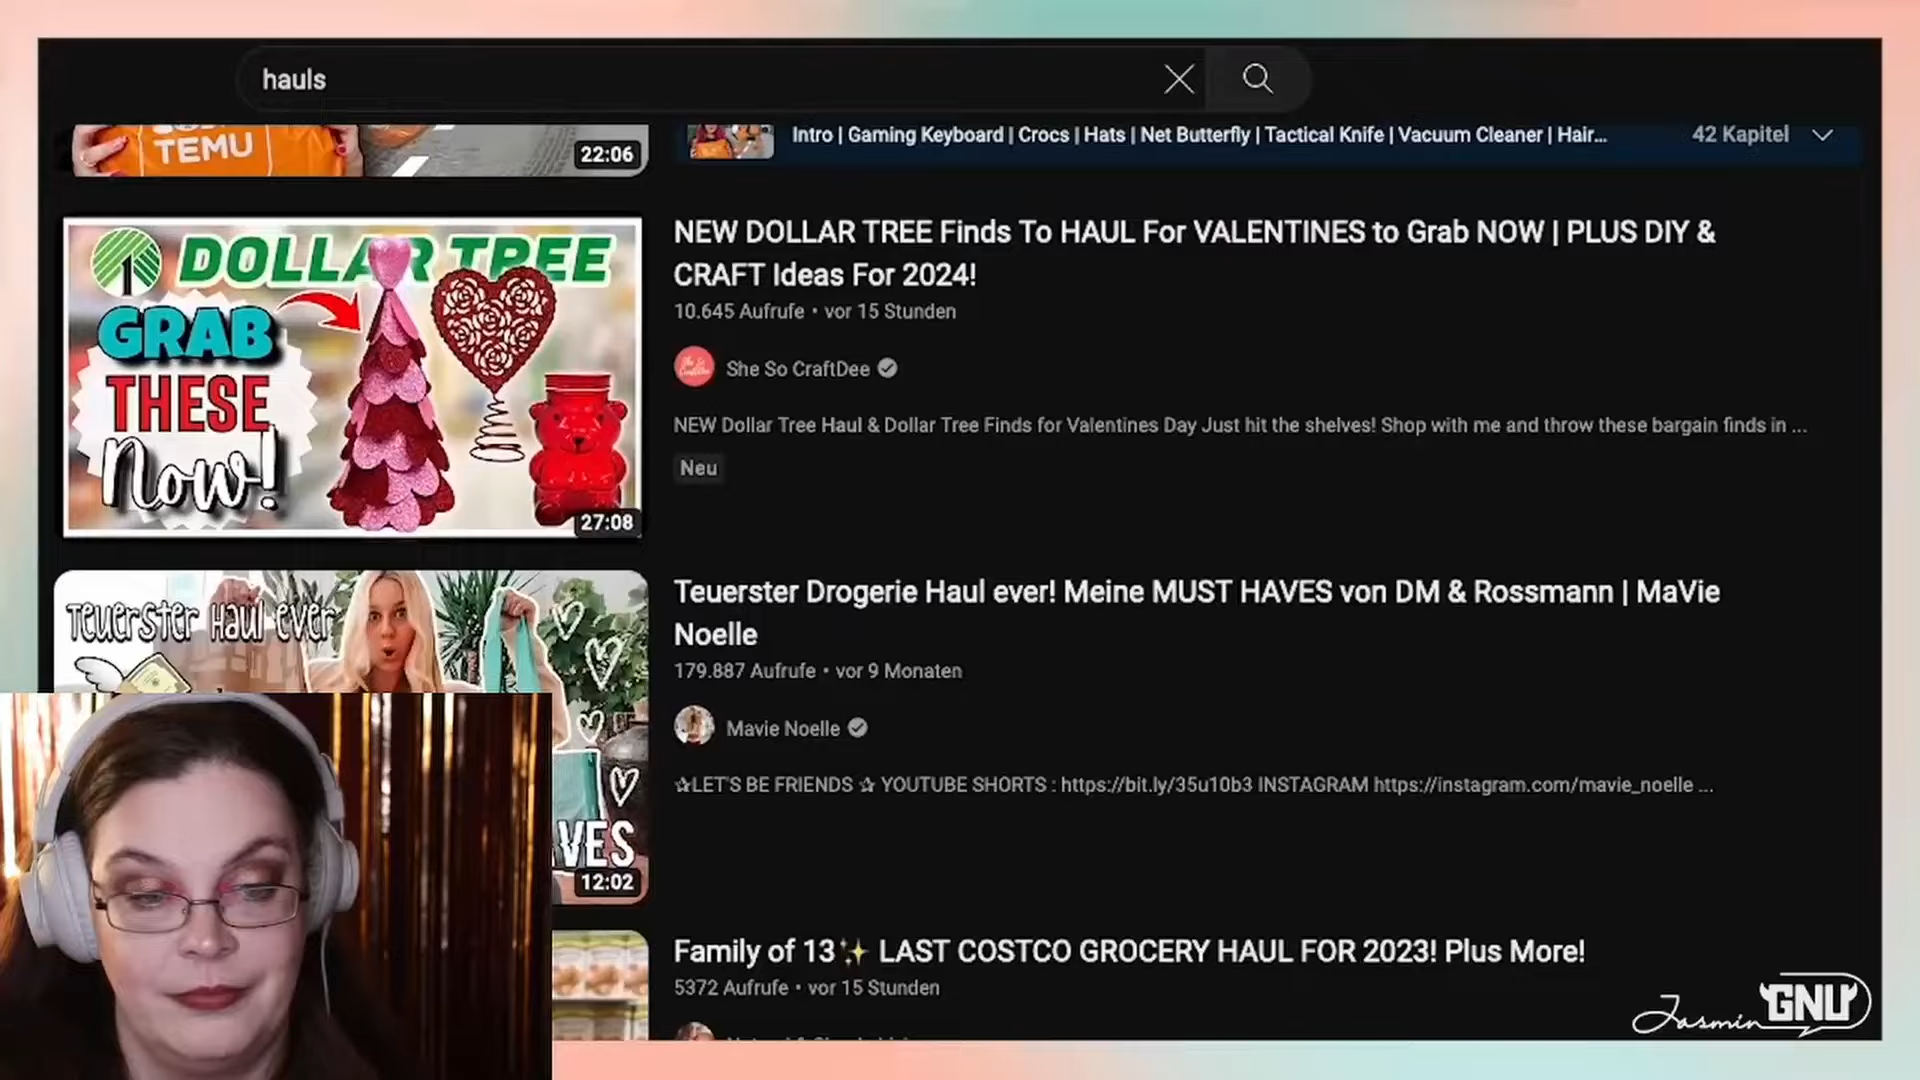 hauls
TEMU
22:06
Intro | Gaming Keyboard | Crocs | Hats | Net Butterfly | Tactical Knife | Vacuum Cleaner | Hair...
42 Kapitel
DOLLAR TREE
GRAB
THESE
Now!
27:08
NEW DOLLAR TREE Finds To HAUL For VALENTINES to Grab NOW | PLUS DIY &
CRAFT Ideas For 2024!
10.645 Aufrufe • vor 15 Stunden
She So CraftDee
NEW Dollar Tree Haul & Dollar Tree Finds for Valentines Day Just hit the shelves! Shop with me and throw these bargain finds in ...
Neu
Teuerster Haul ever
VES
12:02
Teuerster Drogerie Haul ever! Meine MUST HAVES von DM & Rossmann | MaVie
Noelle
179.887 Aufrufe • vor 9 Monaten
Mavie Noelle
✰LET'S BE FRIENDS ✰ YOUTUBE SHORTS : https://bit.ly/35u10b3 INSTAGRAM https://instagram.com/mavie_noelle ...
Family of 13✨ LAST COSTCO GROCERY HAUL FOR 2023! Plus More!
5372 Aufrufe • vor 15 Stunden
Jasmin GNU